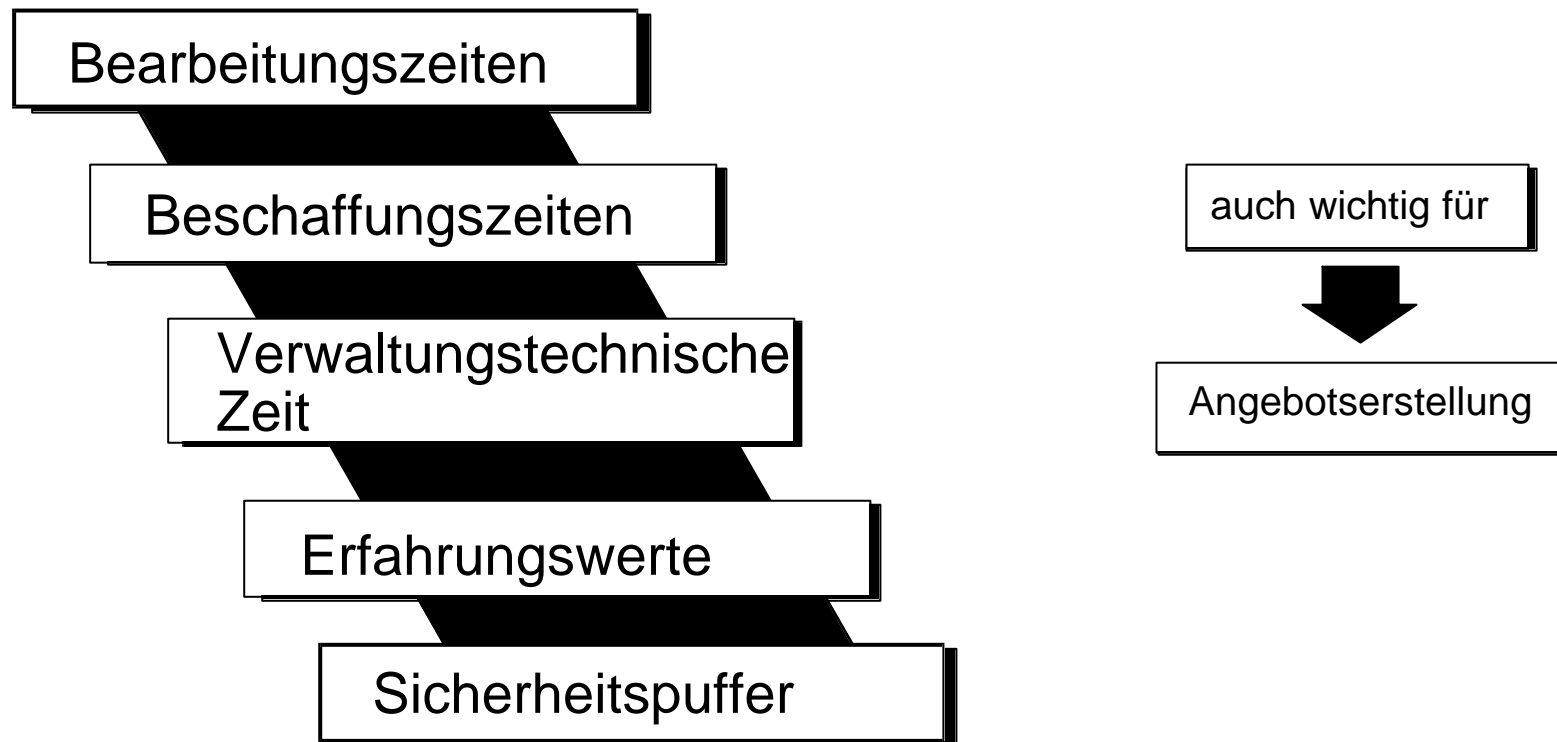 Bearbeitungszeiten
Beschaffungszeiten
Verwaltungstechnische
Zeit
Erfahrungswerte
Sicherheitspuffer
auch wichtig für
Angebotserstellung